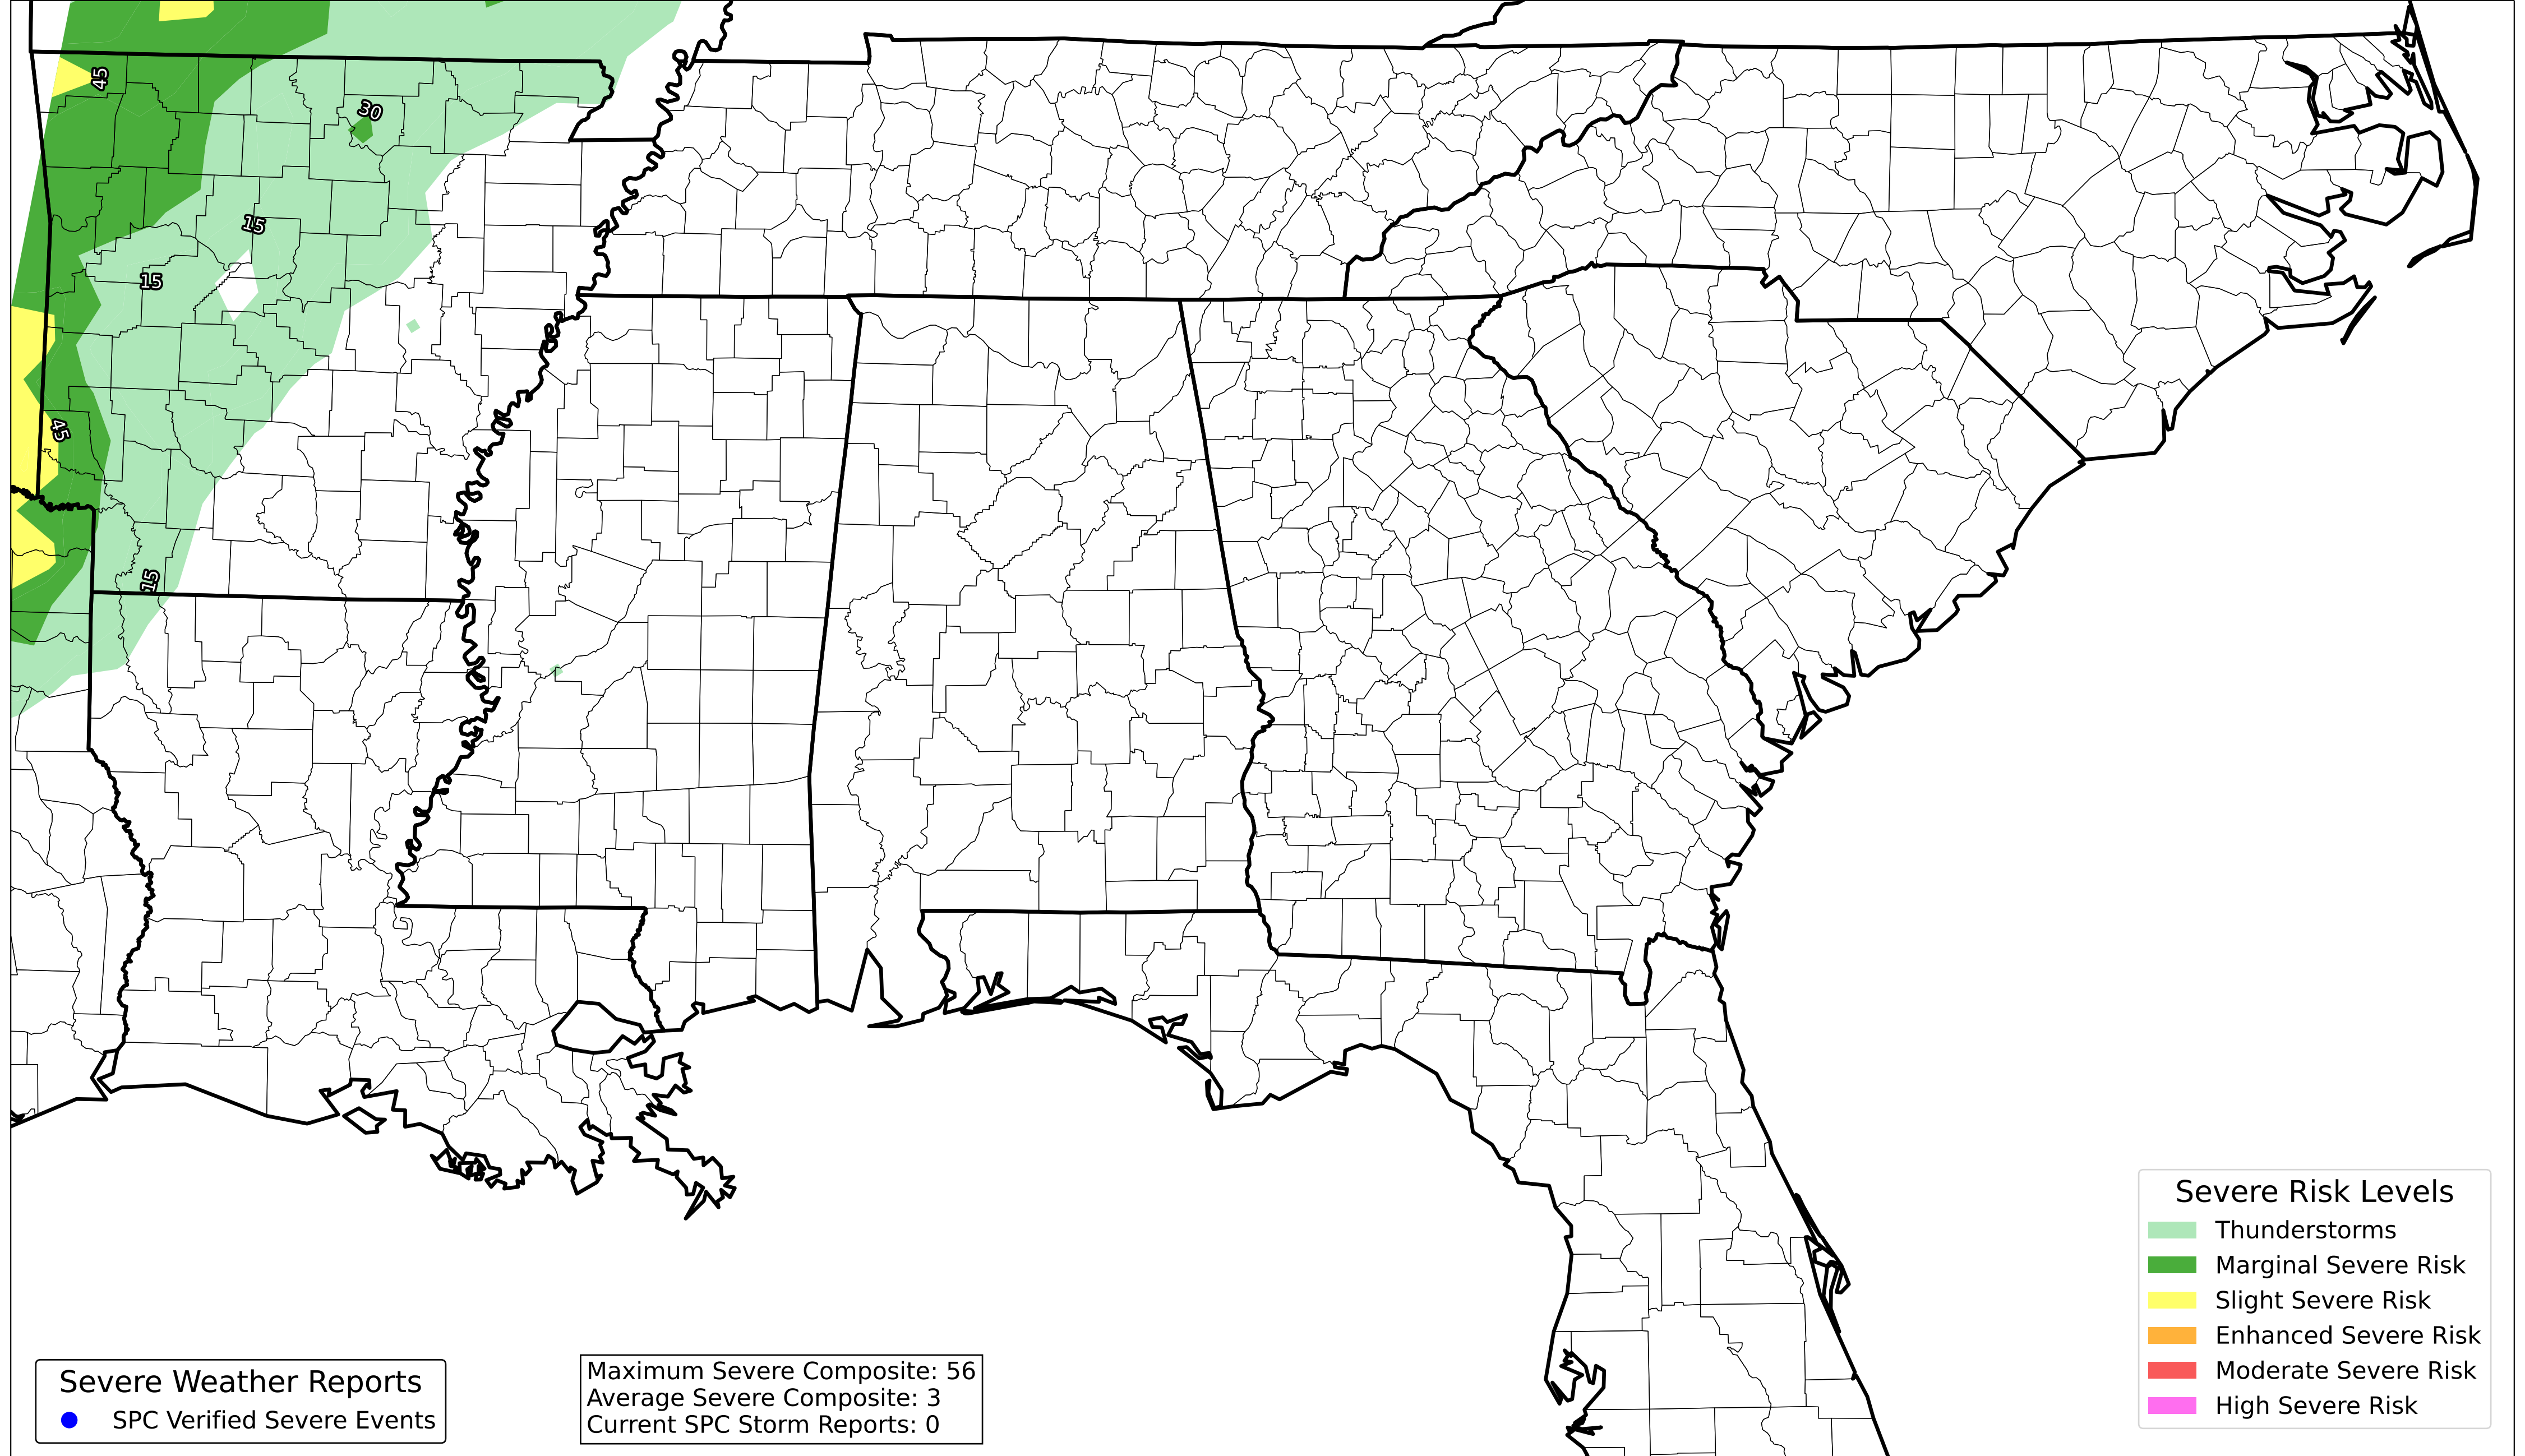 45
30
15
15
45
15
Severe Risk Levels
Thunderstorms
Marginal Severe Risk
Slight Severe Risk
Enhanced Severe Risk
Moderate Severe Risk
High Severe Risk
Severe Weather Reports
SPC Verified Severe Events
Maximum Severe Composite: 56
Average Severe Composite: 3
Current SPC Storm Reports: 0